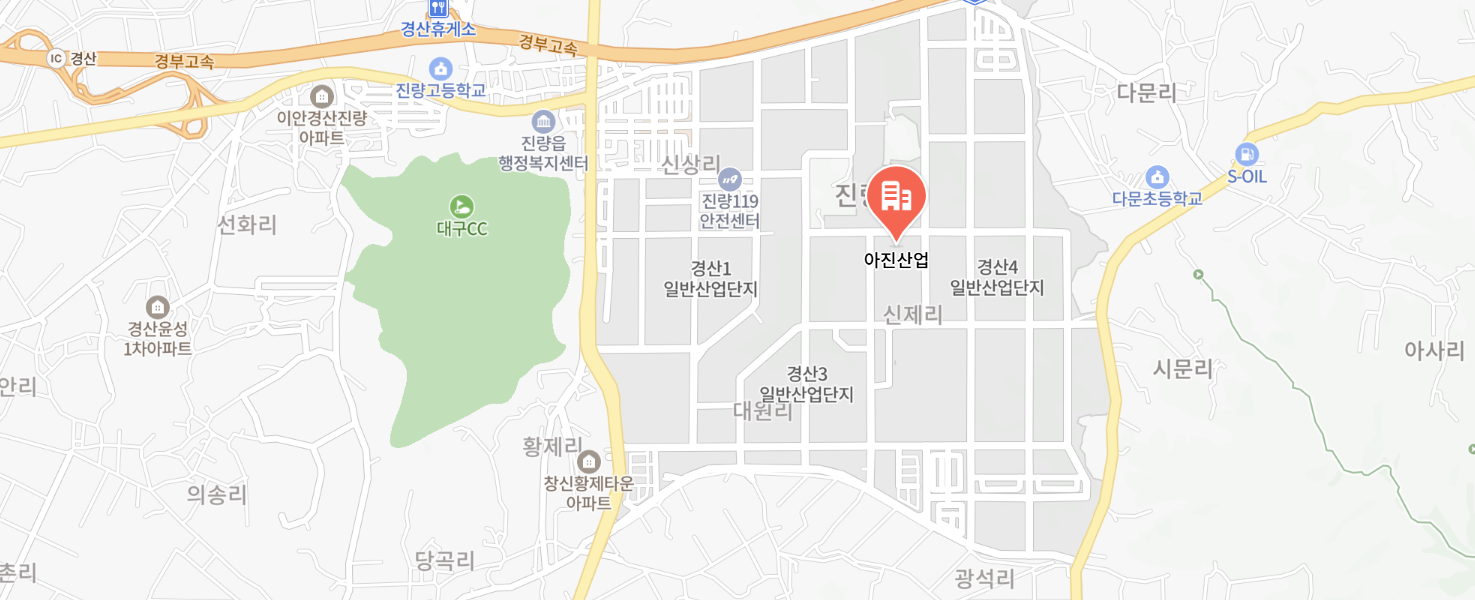 경산휴게소
경부고속
IC 경산
경부고속
진량고등학교
다문리
이안경산진량
아파트
진량읍
행정복지센터
신상리
S-OIL
다문초등학교
진량119
안전센터
선화리
대구CC
아진산업
경산1
일반산업단지
경산4
일반산업단지
신제리
경산윤성
1차아파트
아사리
시문리
안리
경산3
일반산업단지
대원리
황제리
창신황제타운
아파트
의송리
당곡리
촌리
광석리